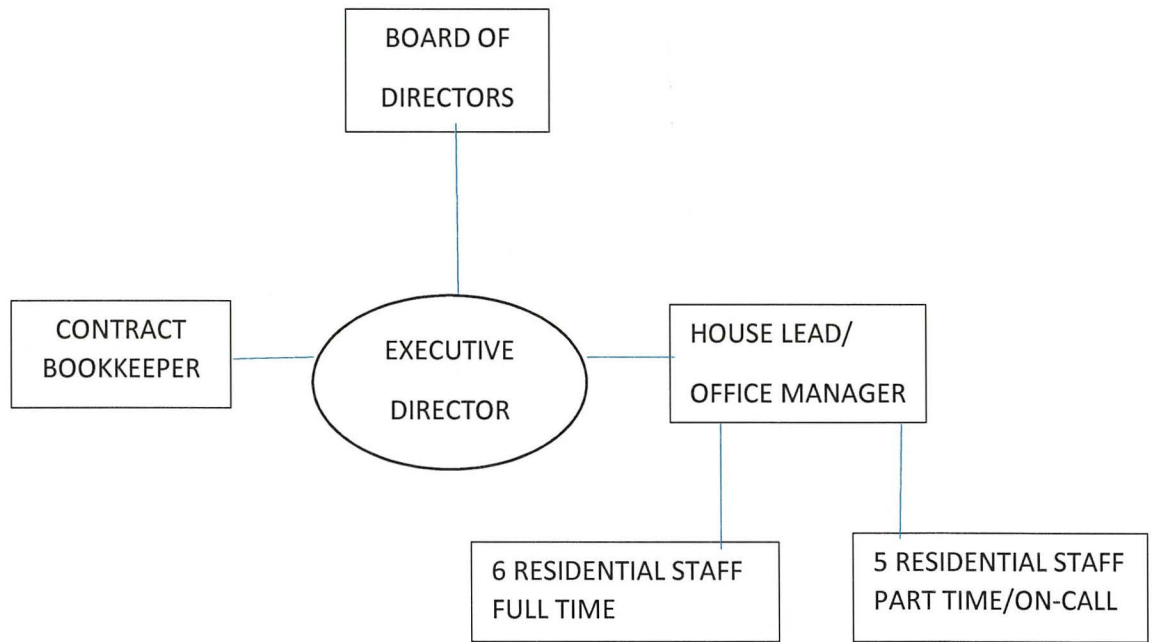 BOARD OF
DIRECTORS
CONTRACT
BOOKKEEPER
EXECUTIVE
DIRECTOR
HOUSE LEAD/
OFFICE MANAGER
6 RESIDENTIAL STAFF
FULL TIME
5 RESIDENTIAL STAFF
PART TIME/ON-CALL